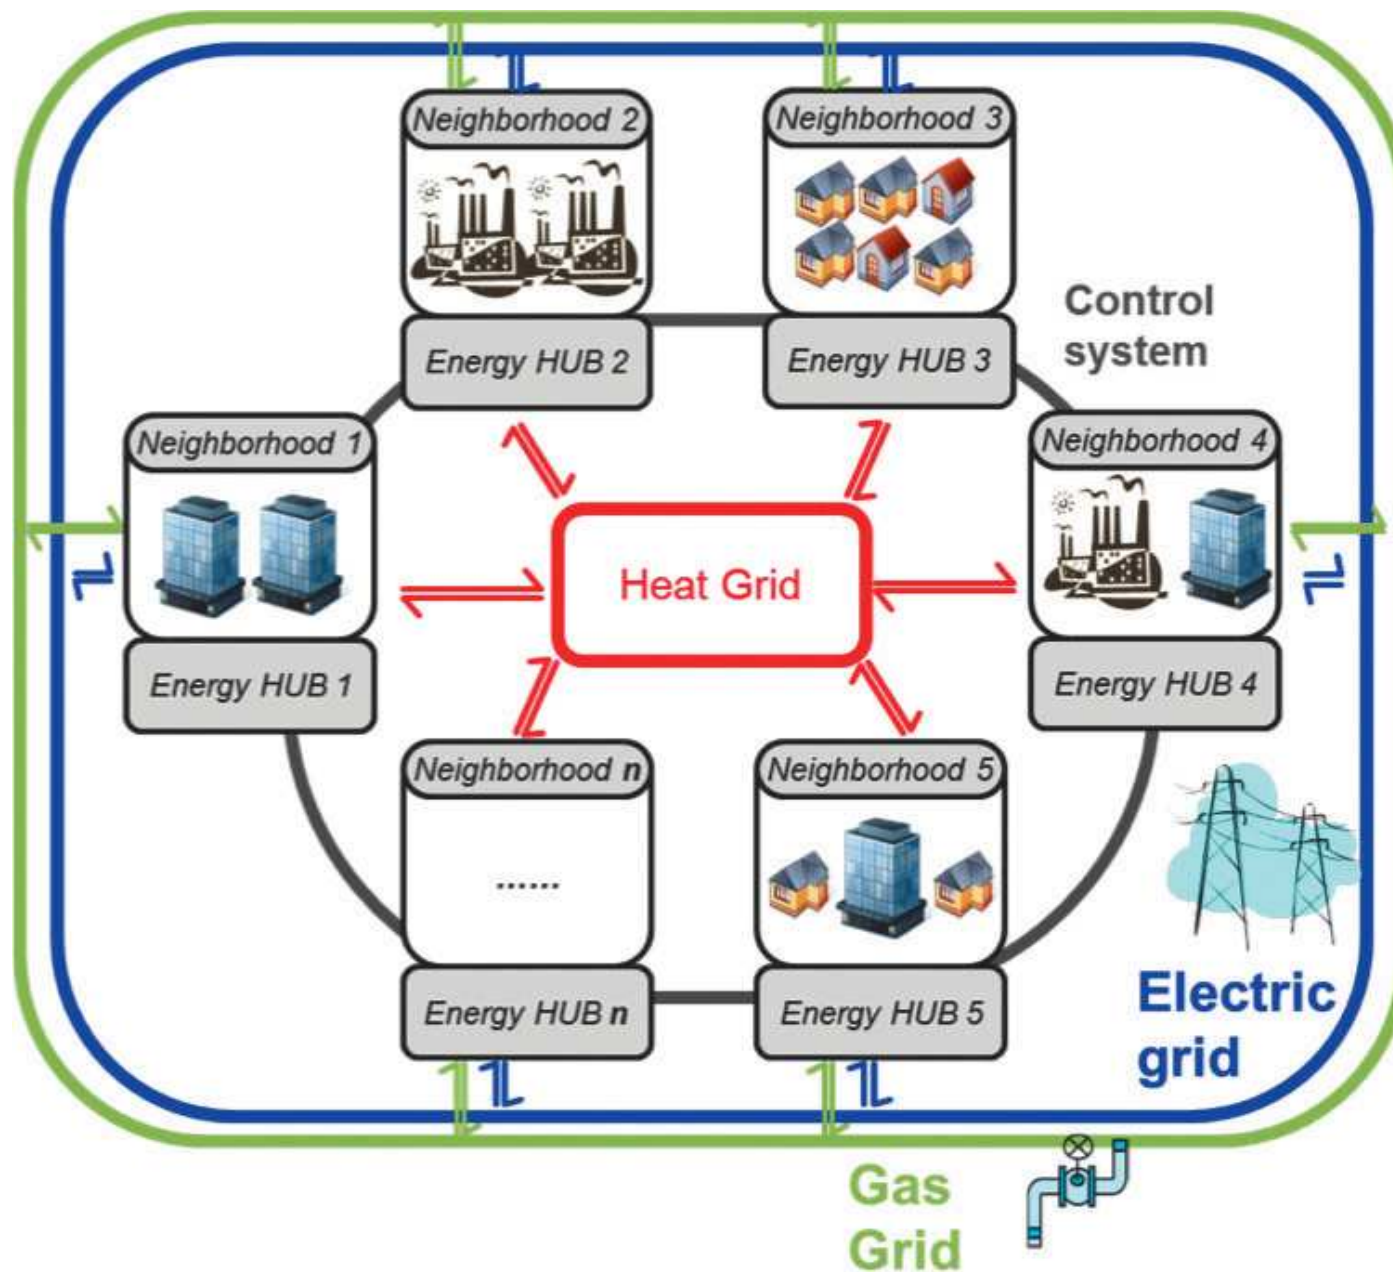 Neighborhood 2
Neighborhood 3
Energy HUB 2
Energy HUB 3
Control
system
Neighborhood 1
Neighborhood 4
Heat Grid
Energy HUB 1
Energy HUB 4
Neighborhood n
Neighborhood 5
......
Energy HUB n
Energy HUB 5
Electric
grid
Gas
Grid